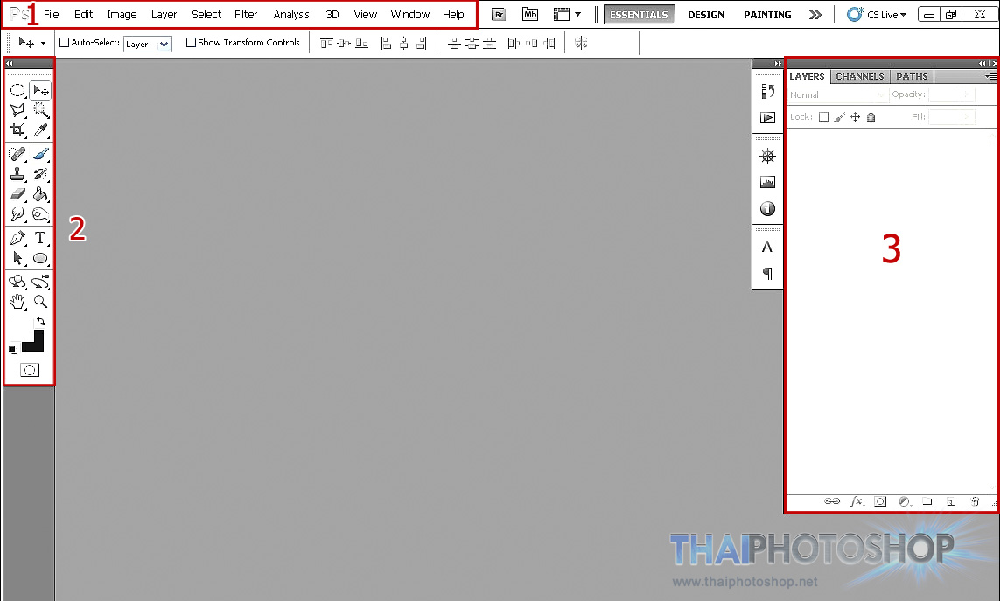 Ps 1 File Edit Image Layer Select Filter Analysis 3D View Window Help Br Mb ESSENTIALS DESIGN PAINTING CS Live
Auto-Select: Layer Show Transform Controls
LAYERS CHANNELS PATHS
Normal Opacity:
Lock: Fill:
2
T
3
A
fx
THAIPHOTOSHOP
www.thaiphotoshop.net